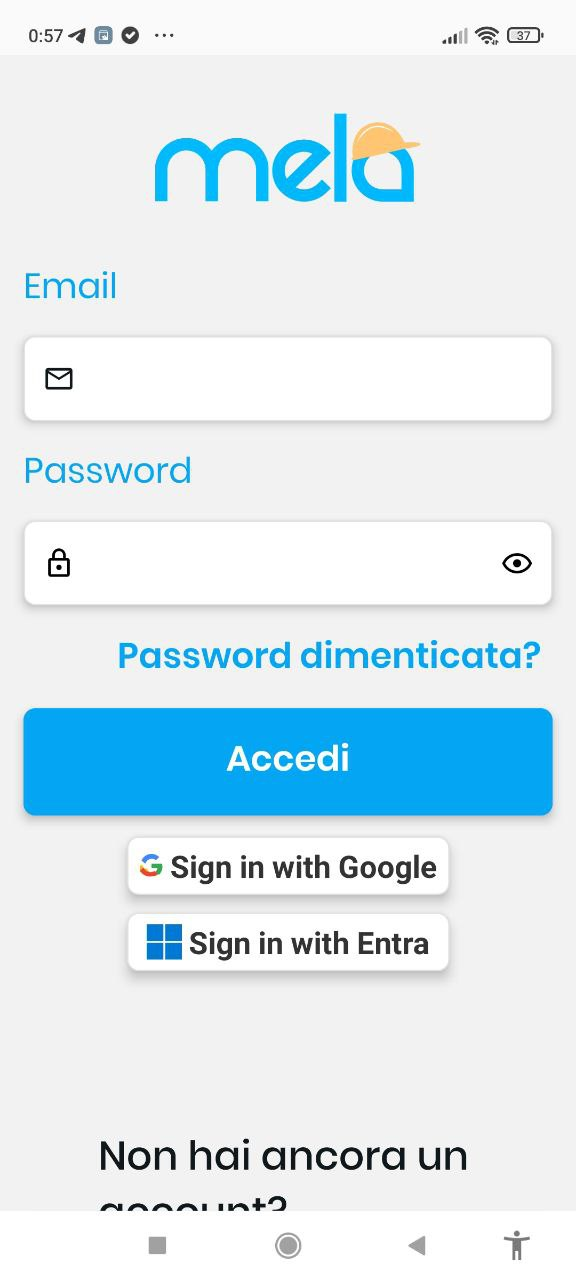 0:57
37
mela
Email
Password
Password dimenticata?
Accedi
Sign in with Google
Sign in with Entra
Non hai ancora un
account?